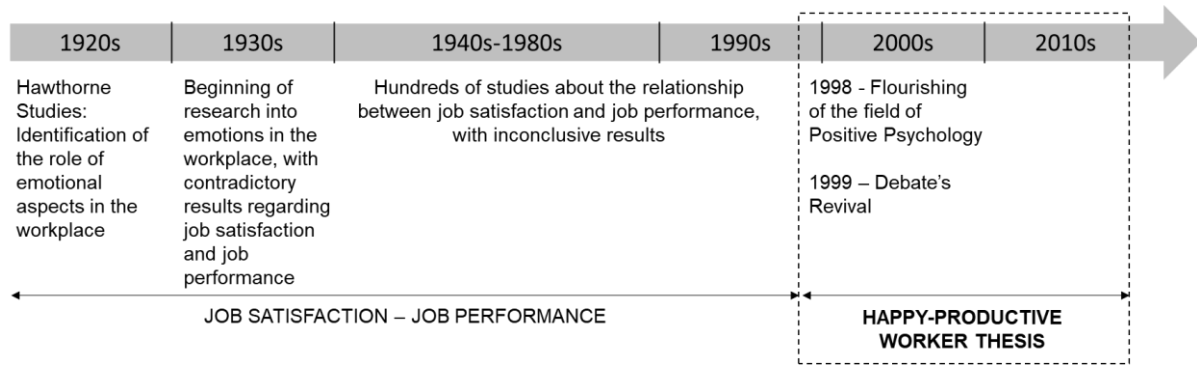 1920s
1930s
1940s-1980s
1990s
2000s
2010s
Hawthorne
Studies:
Identification of
the role of
emotional
aspects in the
workplace
Beginning of
research into
emotions in the
workplace, with
contradictory
results regarding
job satisfaction
and job
performance
Hundreds of studies about the relationship
between job satisfaction and job performance,
with inconclusive results
1998 - Flourishing
of the field of
Positive Psychology
1999 – Debate's
Revival
JOB SATISFACTION – JOB PERFORMANCE
HAPPY-PRODUCTIVE
WORKER THESIS